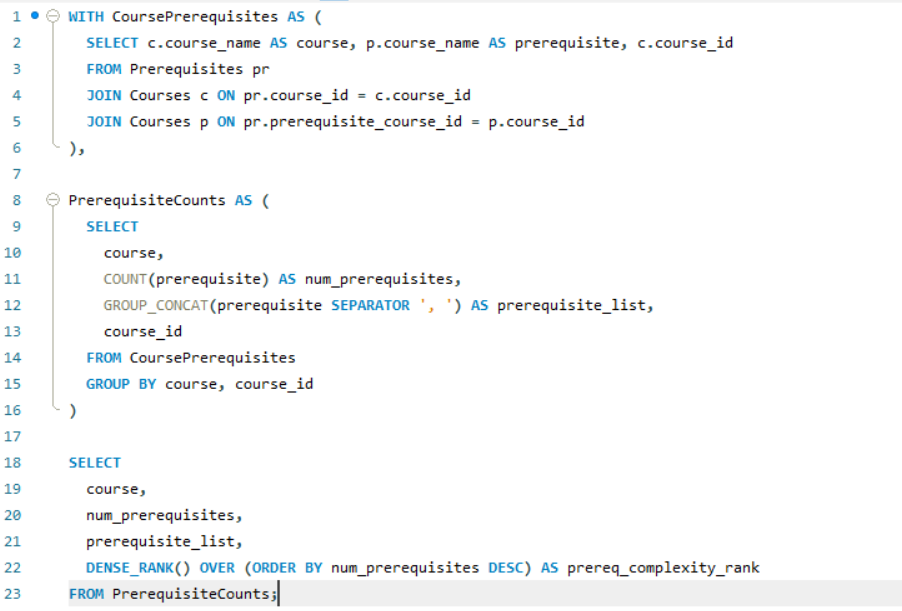 1 WITH CoursePrerequisites AS (
2 SELECT c.course_name AS course, p.course_name AS prerequisite, c.course_id
3 FROM Prerequisites pr
4 JOIN Courses c ON pr.course_id = c.course_id
5 JOIN Courses p ON pr.prerequisite_course_id = p.course_id
6 ),
7
8 PrerequisiteCounts AS (
9 SELECT
10 course,
11 COUNT(prerequisite) AS num_prerequisites,
12 GROUP_CONCAT(prerequisite SEPARATOR ', ') AS prerequisite_list,
13 course_id
14 FROM CoursePrerequisites
15 GROUP BY course, course_id
16 )
17
18 SELECT
19 course,
20 num_prerequisites,
21 prerequisite_list,
22 DENSE_RANK() OVER (ORDER BY num_prerequisites DESC) AS prereq_complexity_rank
23 FROM PrerequisiteCounts;